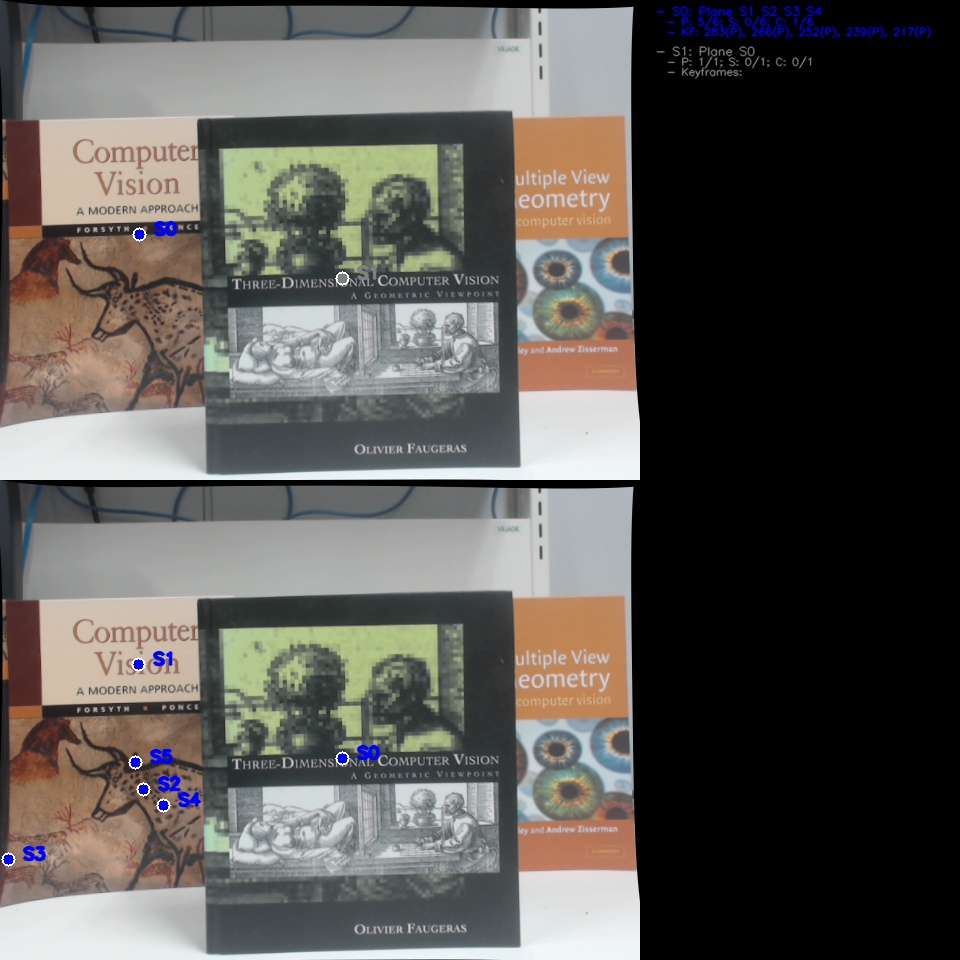 - S0: Plane S1 S2 S3 S4
- P: 5/6; S: 0/6; C: 1/6
- KF: 283(P), 266(P), 252(P), 239(P), 217(P)
- S1: Plane S0
- P: 1/1; S: 0/1; C: 0/1
- Keyframes:
Computer
Vision
A MODERN APPROACH
FORSYTH PONCE
S0
THREE-DIMENSIONAL COMPUTER VISION
A GEOMETRIC VIEWPOINT
OLIVIER FAUGERAS
ultiple View
eometry
computer vision
ley and Andrew Zisserman
Computer
Vision
S1
A MODERN APPROACH
FORSYTH PONCE
S5
S2
S4
S3
S0
THREE-DIMENSIONAL COMPUTER VISION
A GEOMETRIC VIEWPOINT
OLIVIER FAUGERAS
ultiple View
eometry
computer vision
ley and Andrew Zisserman